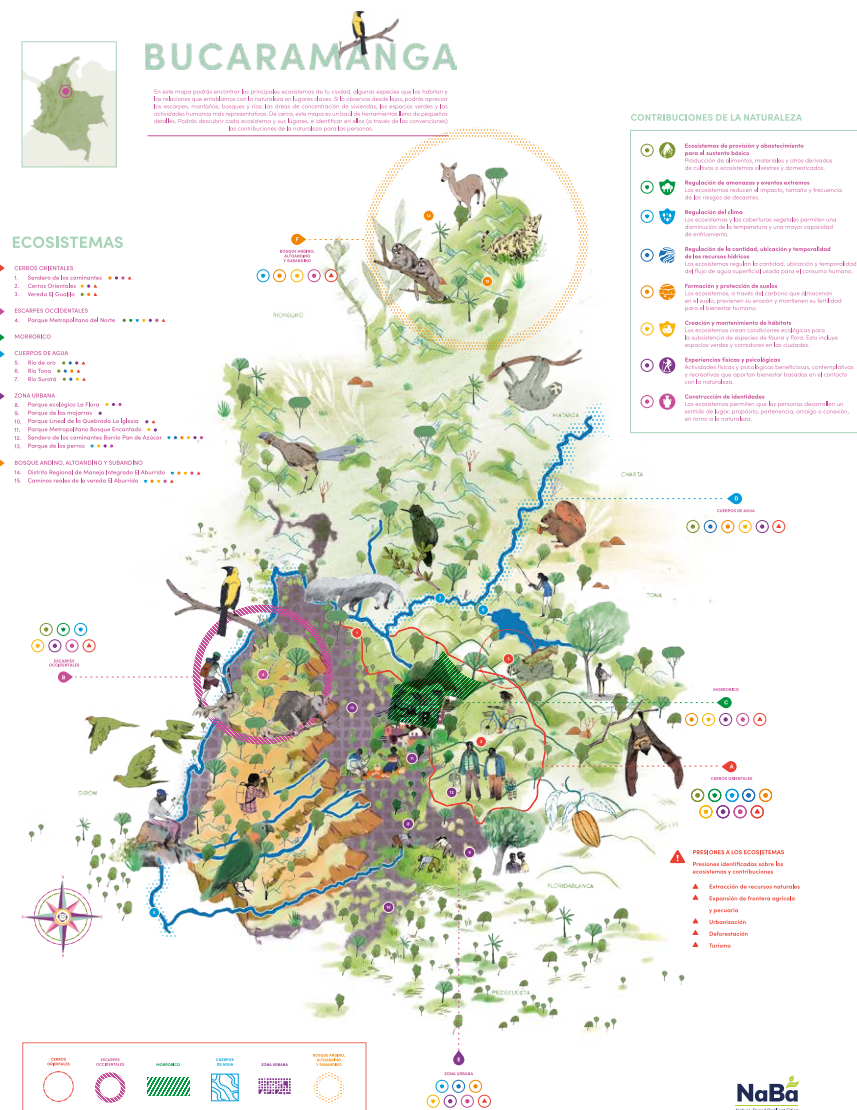 BUCARAMANGA
En este mapa podrás encontrar los principales ecosistemas de tu ciudad, algunas especies que los habitan y
las relaciones que entablamos con la naturaleza en lugares claves. Si lo observas desde lejos, podrás apreciar
los escarpes, montañas, bosques y ríos, las áreas de concentración de viviendas, los espacios verdes y las
actividades humanas más representativas. De cerca, este mapa es un baúl de herramientas lleno de pequeños
detalles. Podrás descubrir cada ecosistema y sus lugares, e identificar en ellos (a través de las convenciones)
las contribuciones de la naturaleza para las personas.
CONTRIBUCIONES DE LA NATURALEZA
Ecosistemas de provisión y abastecimiento
para el sustento básico
Producción de alimentos, materiales y otros derivados
de cultivos o ecosistemas silvestres y domesticados.
Regulación de amenazas y eventos extremos
Los ecosistemas reducen el impacto, tamaño y frecuencia
de los riesgos de desastres.
Regulación del clima
Los ecosistemas y las coberturas vegetales permiten una
disminución de la temperatura y una mayor capacidad
de enfriamiento.
Regulación de la cantidad, ubicación y temporalidad
de los recursos hídricos
Los ecosistemas regulan la cantidad, ubicación y temporalidad
del flujo de agua superficial usada para el consumo humano.
Formación y protección de suelos
Los ecosistemas, a través del carbono que almacenan
en el suelo, previenen su erosión y mantienen su fertilidad
para el bienestar humano.
Creación y mantenimiento de hábitats
Los ecosistemas crean condiciones ecológicas para
la subsistencia de especies de fauna y flora. Esto incluye
espacios verdes y corredores en las ciudades.
Experiencias físicas y psicológicas
Actividades físicas y psicológicas beneficiosas, contemplativas
y recreativas que aportan bienestar basadas en el contacto
con la naturaleza.
Construcción de identidades
Los ecosistemas permiten que las personas desarrollen un
sentido de lugar, propósito, pertenencia, arraigo o conexión,
en torno a la naturaleza.
ECOSISTEMAS
CERROS ORIENTALES
1. Sendero de los caminantes
2. Cerros Orientales
3. Vereda El Gualilo
ESCARPES OCCIDENTALES
4. Parque Metropolitano del Norte
MORRORICO
CUERPOS DE AGUA
5. Río de oro
6. Río Tona
7. Río Suratá
ZONA URBANA
8. Parque ecológico La Flora
9. Parque de las mojarras
10. Parque Lineal de la Quebrada La Iglesia
11. Parque Metropolitano Bosque Encantado
12. Sendero de los caminantes Barrio Pan de Azúcar
13. Parque de los perros
BOSQUE ANDINO, ALTOANDINO Y SUBANDINO
14. Distrito Regional de Manejo Integrado El Aburrido
15. Caminos reales de la vereda El Aburrido
F
BOSQUE ANDINO,
ALTOANDINO
Y SUBANDINO
RIONEGRO
MATANZA
CHARTA
D
CUERPOS DE AGUA
TONA
ESCARPES
OCCIDENTALES
B
MORRORICO
C
A
CERROS ORIENTALES
GIRÓN
FLORIDABLANCA
PIEDECUESTA
PRESIONES A LOS ECOSISTEMAS
Presiones identificadas sobre los
ecosistemas y contribuciones
Extracción de recursos naturales
Expansión de frontera agrícola
y pecuaria
Urbanización
Deforestación
Turismo
E
ZONA URBANA
CERROS
ORIENTALES
ESCARPES
OCCIDENTALES
MORRORICO
CUERPOS
DE AGUA
ZONA URBANA
BOSQUE ANDINO,
ALTOANDINO
Y SUBANDINO
NaBa